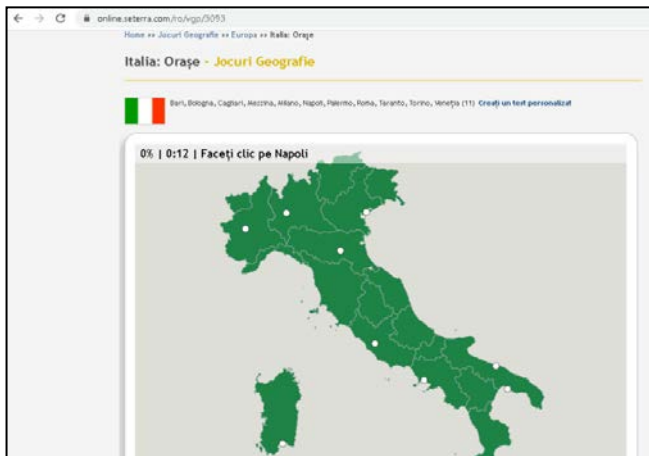 online.seterra.com/ro/vgp/3053
Home »» Jocuri Geografie »» Europa »» Italia: Orașe
Italia: Orașe - Jocuri Geografie
Bari, Bologna, Cagliari, Messina, Milano, Napoli, Palermo, Roma, Taranto, Torino, Veneția (11) Creați un test personalizat
0% | 0:12 | Faceți clic pe Napoli